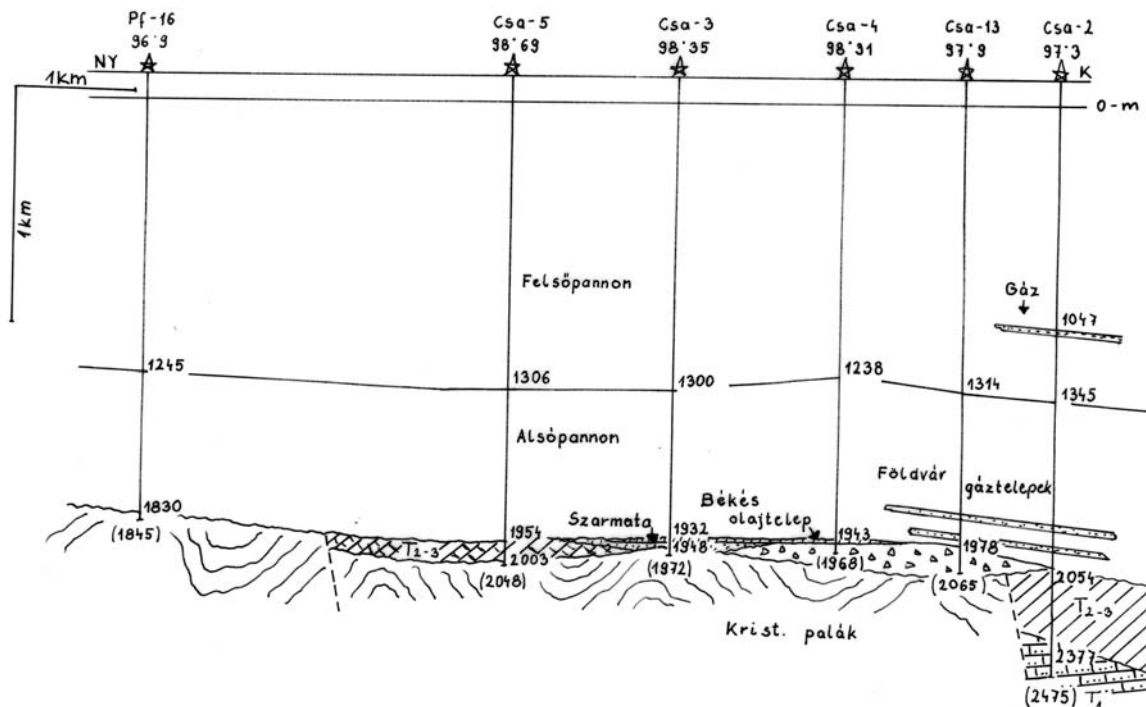 Pf-16
96˙9
Csa-5
98˙69
Csa-3
98˙35
Csa-4
98˙31
Csa-13
97˙9
Csa-2
97˙3
NY
K
1km
0-m
1km
Felsőpannon
Gáz
1047
1245
1306
1300
1238
1314
1345
Alsópannon
Földvár gáztelepek
Békés
olajtelep
Szarmata
1830
(1845)
T2-3
1954
2003
(2048)
1932
1948
(1972)
1943
(1968)
1978
(2065)
2054
T2-3
Krist. palák
2377
(2475)
T1